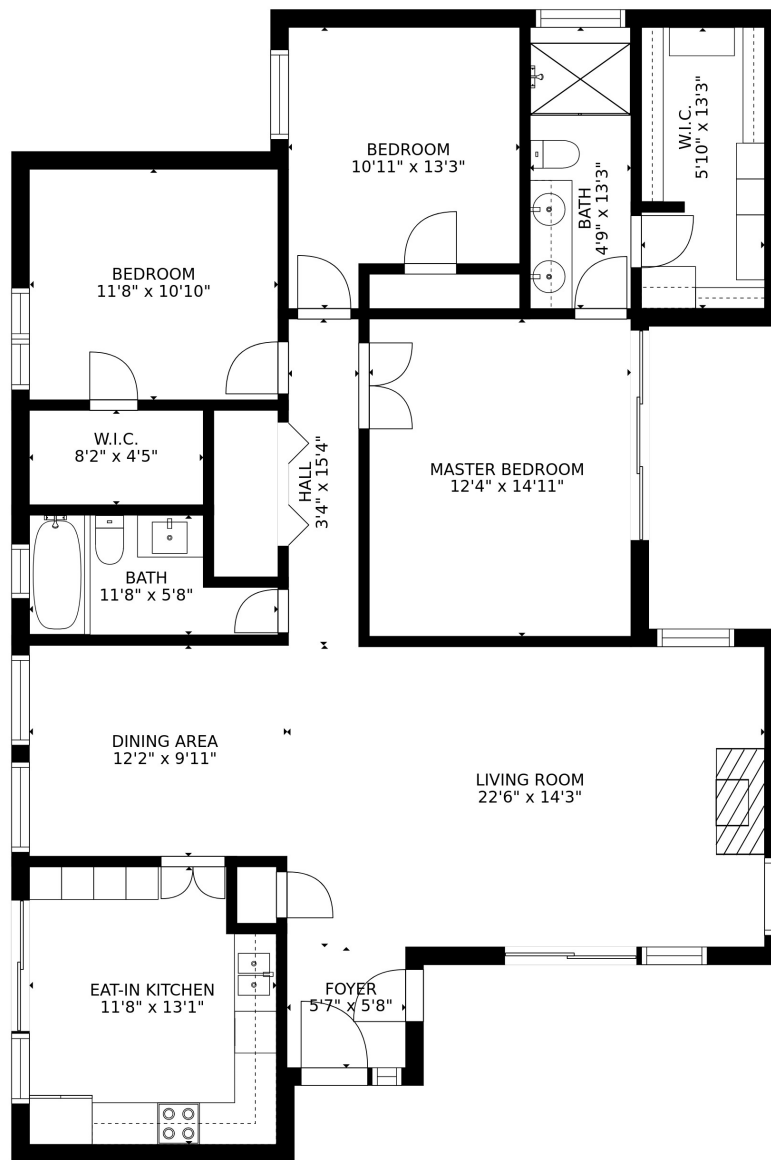 BEDROOM
10'11" x 13'3"
BATH
4'9" x 13'3"
W.I.C.
5'10" x 13'3"
BEDROOM
11'8" x 10'10"
W.I.C.
8'2" x 4'5"
HALL
3'4" x 15'4"
MASTER BEDROOM
12'4" x 14'11"
BATH
11'8" x 5'8"
DINING AREA
12'2" x 9'11"
LIVING ROOM
22'6" x 14'3"
EAT-IN KITCHEN
11'8" x 13'1"
FOYER
5'7" x 5'8"